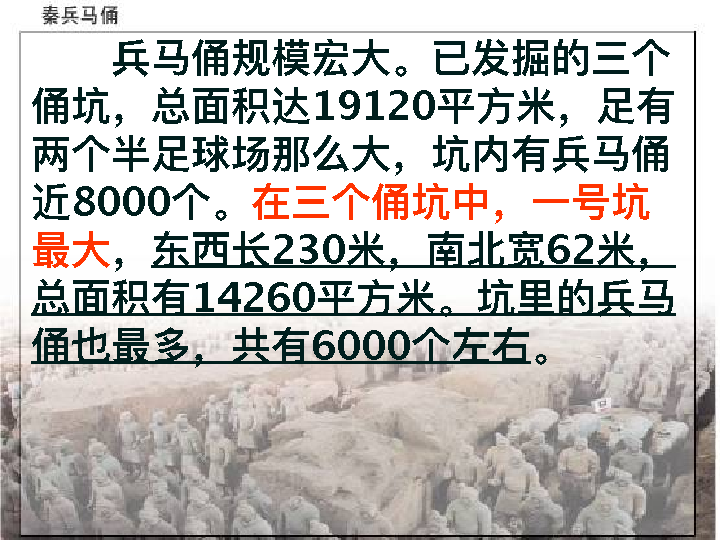 秦兵马俑
兵马俑规模宏大。已发掘的三个
俑坑，总面积达19120平方米，足有
两个半足球场那么大，坑内有兵马俑
近8000个。在三个俑坑中，一号坑
最大，东西长230米，南北宽62米，
总面积有14260平方米。坑里的兵马
俑也最多，共有6000个左右。